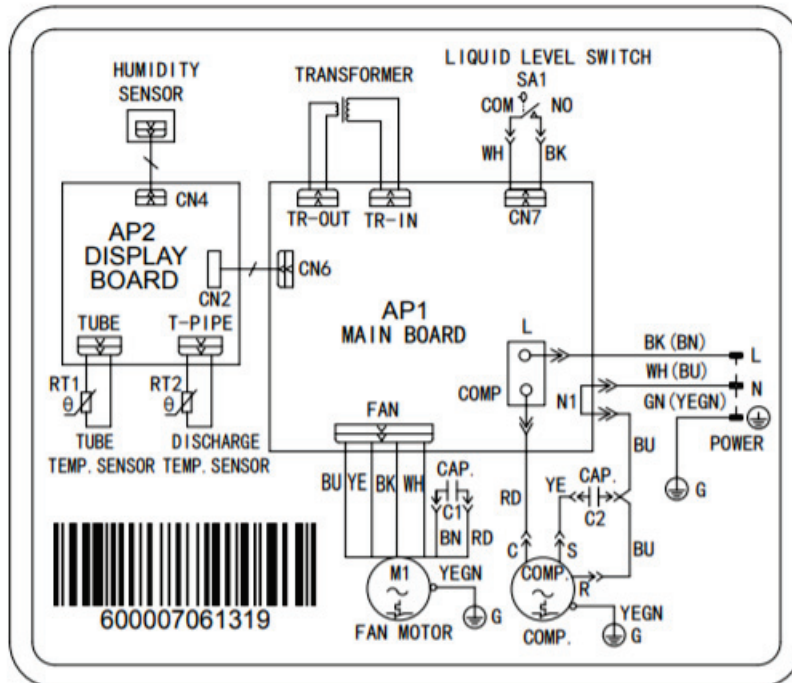 HUMIDITY
SENSOR
TRANSFORMER
LIQUID LEVEL SWITCH
SA1
COM NO
WH BK
CN4
TR-OUT TR-IN CN7
AP2
DISPLAY
BOARD
CN2
CN6
AP1
MAIN BOARD
TUBE T-PIPE
RT1 θ
RT2 θ
TUBE
TEMP. SENSOR
DISCHARGE
TEMP. SENSOR
L
COMP
N1
BK(BN) L
WH(BU) N
GN(YEGN)
POWER
G
FAN
BU YE BK WH
CAP.
C1
BN RD
RD
YE CAP.
C2
BU
BU
C S
R
M1
YEGN
G
FAN MOTOR
COMP.
YEGN
G
COMP.
600007061319